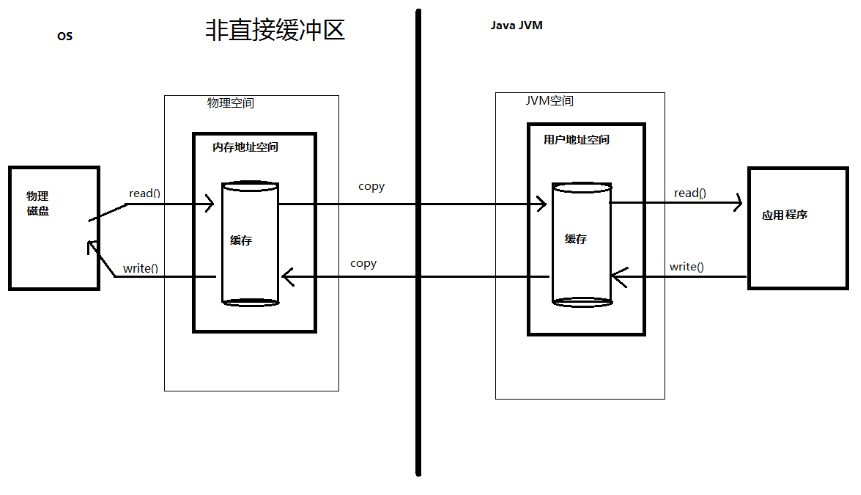 OS
非直接缓冲区
Java JVM
物理空间
JVM空间
内存地址空间
用户地址空间
物理
磁盘
read()
copy
read()
应用程序
缓存
缓存
write()
copy
write()